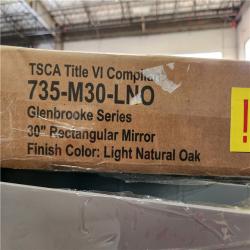 TSCA Title VI Complian
735-M30-LNO
Glenbrooke Series
30" Rectangular Mirror
Finish Color: Light Natural Oak
!